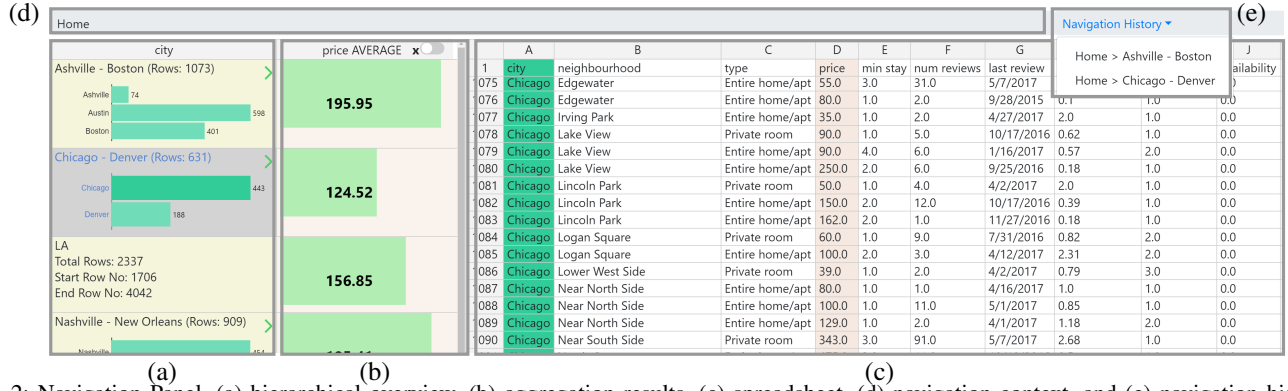 (d) Home Navigation History (e)
Home > Ashville - Boston
Home > Chicago - Denver
city
Ashville - Boston (Rows: 1073)
Ashville 74
Austin 598
Boston 401
Chicago - Denver (Rows: 631)
Chicago 443
Denver 188
LA
Total Rows: 2337
Start Row No: 1706
End Row No: 4042
Nashville - New Orleans (Rows: 909)
Nashville 454
price AVERAGE x
195.95
124.52
156.85
A B C D E F G J
1 city neighbourhood type price min stay num reviews last review
075 Chicago Edgewater Entire home/apt 55.0 3.0 31.0 5/7/2017
076 Chicago Edgewater Entire home/apt 80.0 1.0 2.0 9/28/2015 0.1 1.0 0.0
077 Chicago Irving Park Entire home/apt 35.0 1.0 2.0 4/27/2017 2.0 1.0 0.0
078 Chicago Lake View Private room 90.0 1.0 5.0 10/17/2016 0.62 1.0 0.0
079 Chicago Lake View Entire home/apt 90.0 4.0 6.0 1/16/2017 0.57 2.0 0.0
080 Chicago Lake View Entire home/apt 250.0 2.0 6.0 9/25/2016 0.18 1.0 0.0
081 Chicago Lincoln Park Private room 50.0 1.0 4.0 4/2/2017 2.0 1.0 0.0
082 Chicago Lincoln Park Entire home/apt 150.0 2.0 12.0 10/17/2016 0.39 1.0 0.0
083 Chicago Lincoln Park Entire home/apt 162.0 2.0 1.0 11/27/2016 0.18 1.0 0.0
084 Chicago Logan Square Private room 60.0 1.0 9.0 7/31/2016 0.82 2.0 0.0
085 Chicago Logan Square Entire home/apt 100.0 2.0 3.0 4/12/2017 2.31 2.0 0.0
086 Chicago Lower West Side Private room 39.0 1.0 2.0 4/2/2017 0.79 3.0 0.0
087 Chicago Near North Side Entire home/apt 80.0 1.0 1.0 4/16/2017 1.0 1.0 0.0
088 Chicago Near North Side Entire home/apt 100.0 1.0 11.0 5/1/2017 0.85 1.0 0.0
089 Chicago Near North Side Entire home/apt 129.0 1.0 2.0 4/1/2017 1.18 2.0 0.0
090 Chicago Near South Side Private room 343.0 3.0 91.0 5/7/2017 2.68 1.0 0.0
(a) (b) (c)